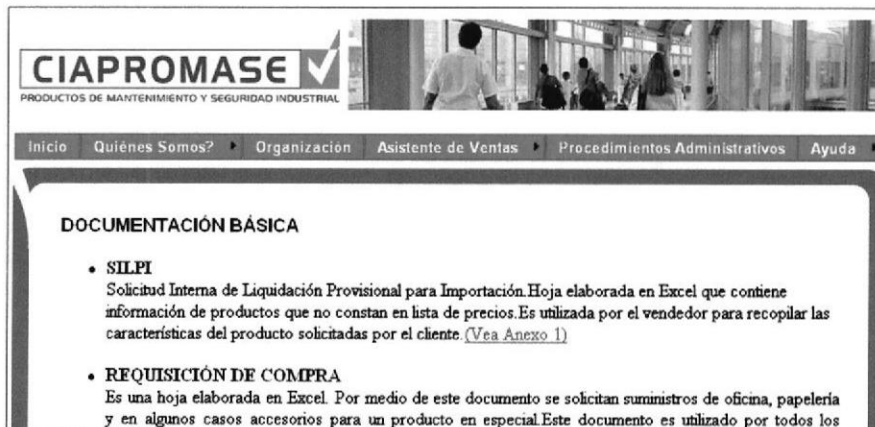 CIAPROMASE
PRODUCTOS DE MANTENIMIENTO Y SEGURIDAD INDUSTRIAL
Inicio Quiénes Somos? Organización Asistente de Ventas Procedimientos Administrativos Ayuda
DOCUMENTACIÓN BÁSICA
• SILPI
Solicitud Interna de Liquidación Provisional para Importación.Hoja elaborada en Excel que contiene
información de productos que no constan en lista de precios.Es utilizada por el vendedor para recopilar las
características del producto solicitadas por el cliente.(Vea Anexo 1)
• REQUISICIÓN DE COMPRA
Es una hoja elaborada en Excel. Por medio de este documento se solicitan suministros de oficina, papelería
y en algunos casos accesorios para un producto en especial.Este documento es utilizado por todos los